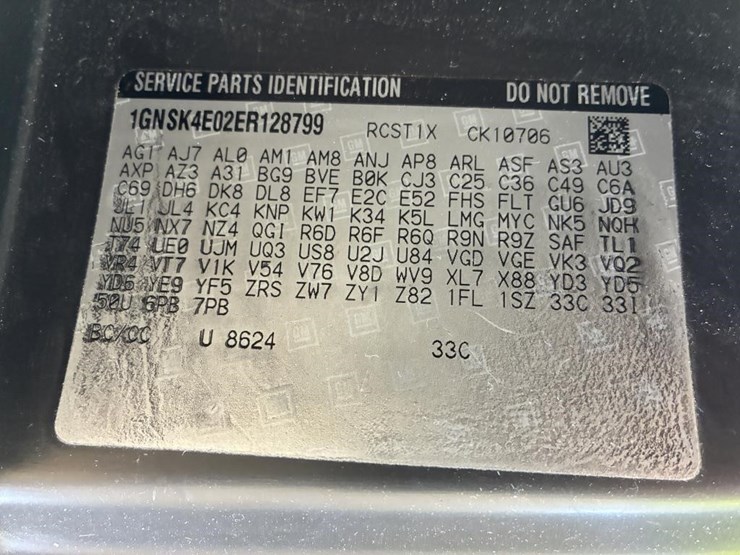 SERVICE PARTS IDENTIFICATION DO NOT REMOVE
1GNSK4E02ER128799 RCST1X CK10706
AG1 AJ7 AL0 AM1 AM8 ANJ AP8 ARL ASF AS3 AU3
AXP AZ3 A31 BG9 BVE B0K CJ3 C25 C36 C49 C6A
C69 DH6 DK8 DL8 EF7 E2C E52 FHS FLT GU6 JD9
JL1 JL4 KC4 KNP KW1 K34 K5L LMG MYC NK5 NQH
NU5 NX7 NZ4 QGI R6D R6F R6Q R9N R9Z SAF TL1
T74 UE0 UJM UQ3 US8 U2J U84 VGD VGE VK3 VQ2
VR4 VT7 V1K V54 V76 V8D WV9 XL7 X88 YD3 YD5
YD6 YE9 YF5 ZRS ZW7 ZY1 Z82 1FL 1SZ 33C 33I
50U 6PB 7PB
BC/CC U 8624 33C